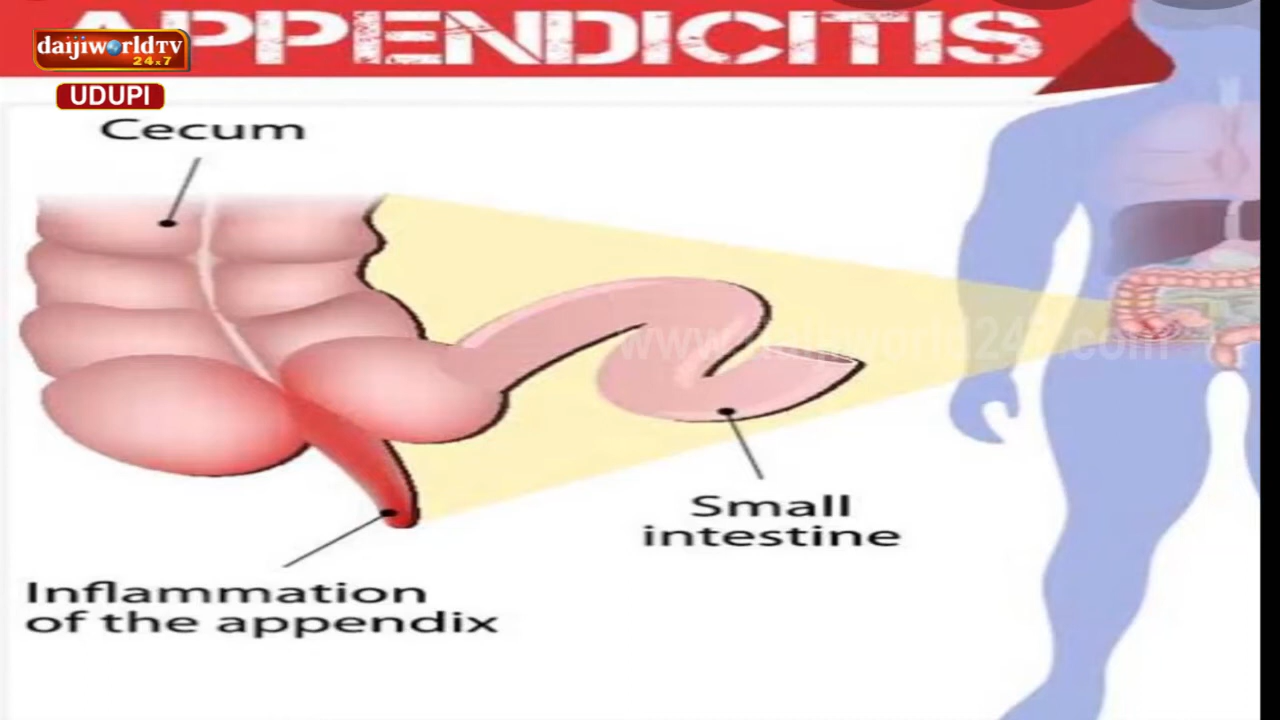 APPENDICITIS
daijiworldTV
24x7
UDUPI
Cecum
Small
intestine
Inflammation
of the appendix